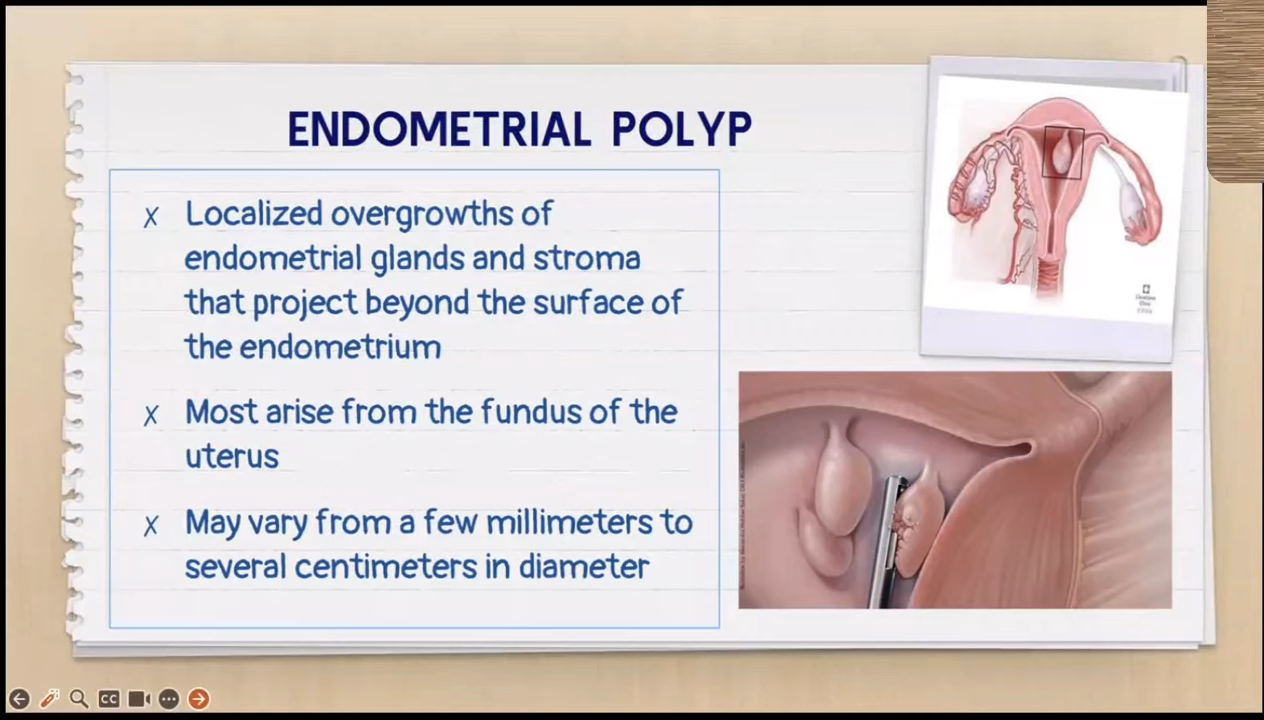 ENDOMETRIAL POLYP
x Localized overgrowths of
endometrial glands and stroma
that project beyond the surface of
the endometrium
x Most arise from the fundus of the
uterus
x May vary from a few millimeters to
several centimeters in diameter
CC